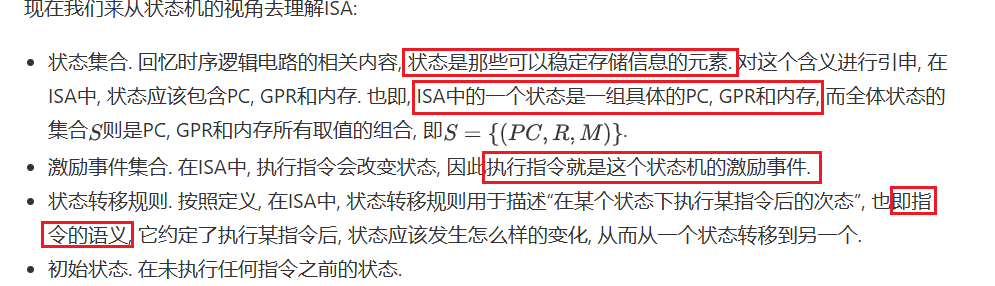 现在我们来从状态机的视角去理解ISA:
• 状态集合. 回忆时序逻辑电路的相关内容, 状态是那些可以稳定存储信息的元素. 对这个含义进行引申, 在
ISA中, 状态应该包含PC, GPR和内存. 也即, ISA中的一个状态是一组具体的PC, GPR和内存, 而全体状态的
集合S则是PC, GPR和内存所有取值的组合, 即S = {(PC, R, M)}.
• 激励事件集合. 在ISA中, 执行指令会改变状态, 因此执行指令就是这个状态机的激励事件.
• 状态转移规则. 按照定义, 在ISA中, 状态转移规则用于描述“在某个状态下执行某指令后的次态”, 也即指
令的语义, 它约定了执行某指令后, 状态应该发生怎么样的变化, 从而从一个状态转移到另一个.
• 初始状态. 在未执行任何指令之前的状态.